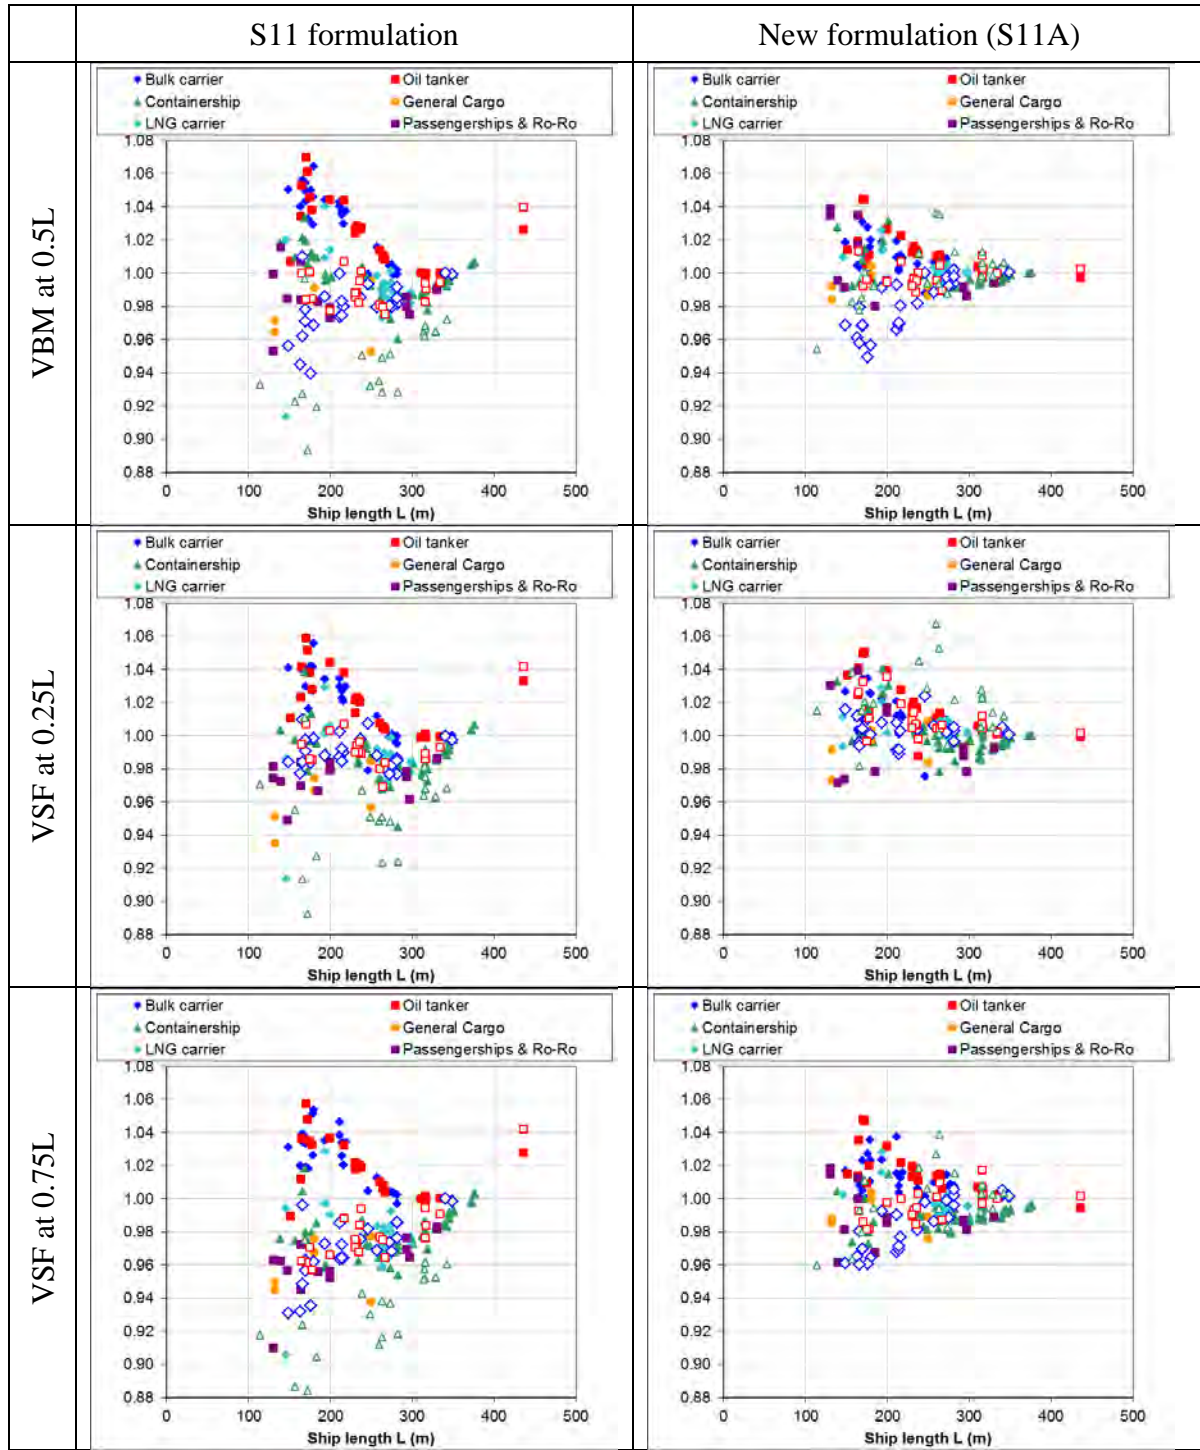 S11 formulation
New formulation (S11A)
VBM at 0.5L
Bulk carrier Oil tanker
Containership General Cargo
LNG carrier Passengerships & Ro-Ro
1.08
1.06
1.04
1.02
1.00
0.98
0.96
0.94
0.92
0.90
0.88
0 100 200 300 400 500
Ship length L (m)
Bulk carrier Oil tanker
Containership General Cargo
LNG carrier Passengerships & Ro-Ro
1.08
1.06
1.04
1.02
1.00
0.98
0.96
0.94
0.92
0.90
0.88
0 100 200 300 400 500
Ship length L (m)
VSF at 0.25L
Bulk carrier Oil tanker
Containership General Cargo
LNG carrier Passengerships & Ro-Ro
1.08
1.06
1.04
1.02
1.00
0.98
0.96
0.94
0.92
0.90
0.88
0 100 200 300 400 500
Ship length L (m)
Bulk carrier Oil tanker
Containership General Cargo
LNG carrier Passengerships & Ro-Ro
1.08
1.06
1.04
1.02
1.00
0.98
0.96
0.94
0.92
0.90
0.88
0 100 200 300 400 500
Ship length L (m)
VSF at 0.75L
Bulk carrier Oil tanker
Containership General Cargo
LNG carrier Passengerships & Ro-Ro
1.08
1.06
1.04
1.02
1.00
0.98
0.96
0.94
0.92
0.90
0.88
0 100 200 300 400 500
Ship length L (m)
Bulk carrier Oil tanker
Containership General Cargo
LNG carrier Passengerships & Ro-Ro
1.08
1.06
1.04
1.02
1.00
0.98
0.96
0.94
0.92
0.90
0.88
0 100 200 300 400 500
Ship length L (m)